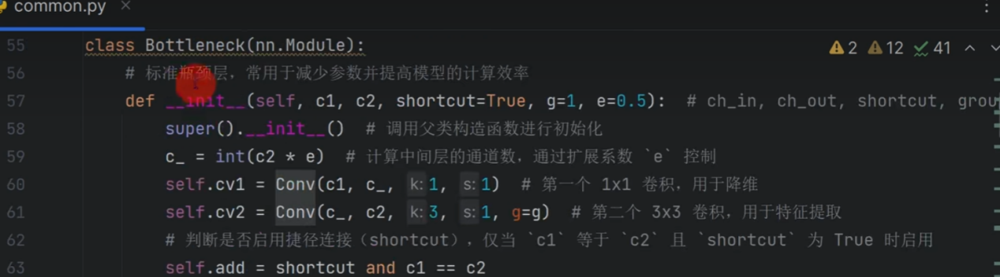 common.py ×
2 12 41
55 class Bottleneck(nn.Module):
56 # 标准瓶颈层，常用于减少参数并提高模型的计算效率
57 def __init__(self, c1, c2, shortcut=True, g=1, e=0.5): # ch_in, ch_out, shortcut, grou
58 super().__init__() # 调用父类构造函数进行初始化
59 c_ = int(c2 * e) # 计算中间层的通道数，通过扩展系数 `e` 控制
60 self.cv1 = Conv(c1, c_, k: 1, s: 1) # 第一个 1x1 卷积，用于降维
61 self.cv2 = Conv(c_, c2, k: 3, s: 1, g=g) # 第二个 3x3 卷积，用于特征提取
62 # 判断是否启用捷径连接（shortcut），仅当 `c1` 等于 `c2` 且 `shortcut` 为 True 时启用
63 self.add = shortcut and c1 == c2